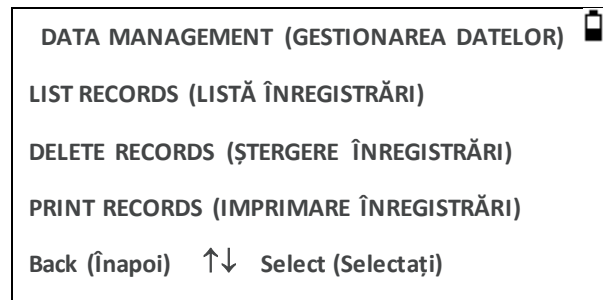 DATA MANAGEMENT (GESTIONAREA DATELOR)
LIST RECORDS (LISTĂ ÎNREGISTRĂRI)
DELETE RECORDS (ȘTERGERE ÎNREGISTRĂRI)
PRINT RECORDS (IMPRIMARE ÎNREGISTRĂRI)
Back (Înapoi) ↑↓ Select (Selectați)